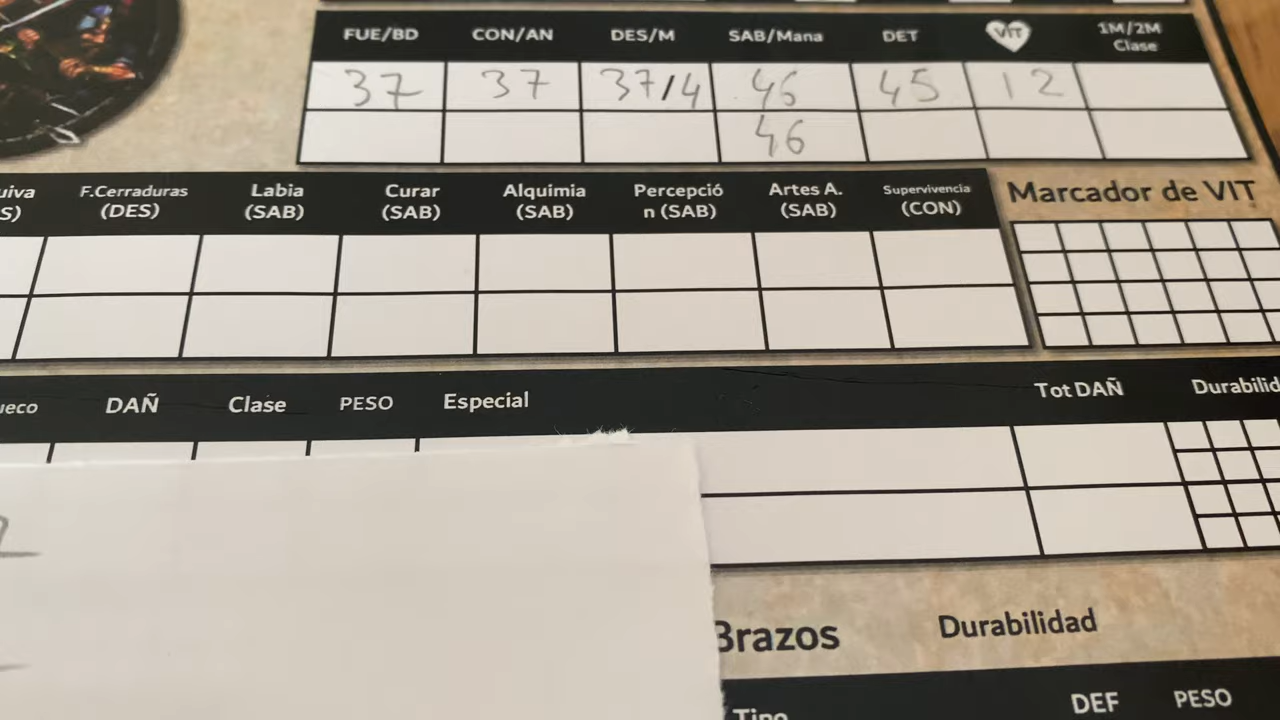 FUE/BD CON/AN DES/M SAB/Mana DET VIT 1M/2M Clase
37 37 37/4 46 45 12
46
F.Cerraduras (DES) Labia (SAB) Curar (SAB) Alquimia (SAB) Percepció n (SAB) Artes A. (SAB) Supervivencia (CON)
Marcador de VIT
DAÑ Clase PESO Especial Tot DAÑ Durabilid
Brazos Durabilidad
Tipo DEF PESO